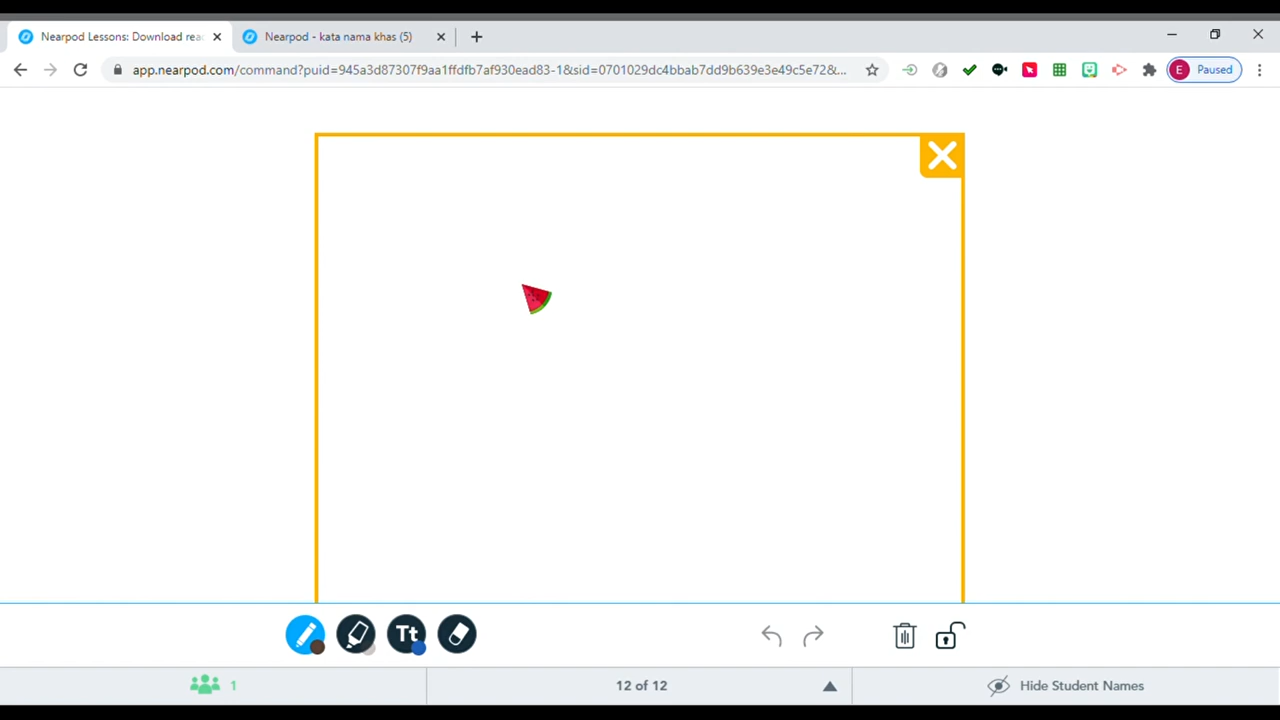 Nearpod Lessons: Download rea
Nearpod - kata nama khas (5)
app.nearpod.com/command?puid=945a3d87307f9aa1ffdfb7af930ead83-1&sid=0701029dc4bbab7dd9b639e3e49c5e72&...
E Paused
Tt
1
12 of 12
Hide Student Names